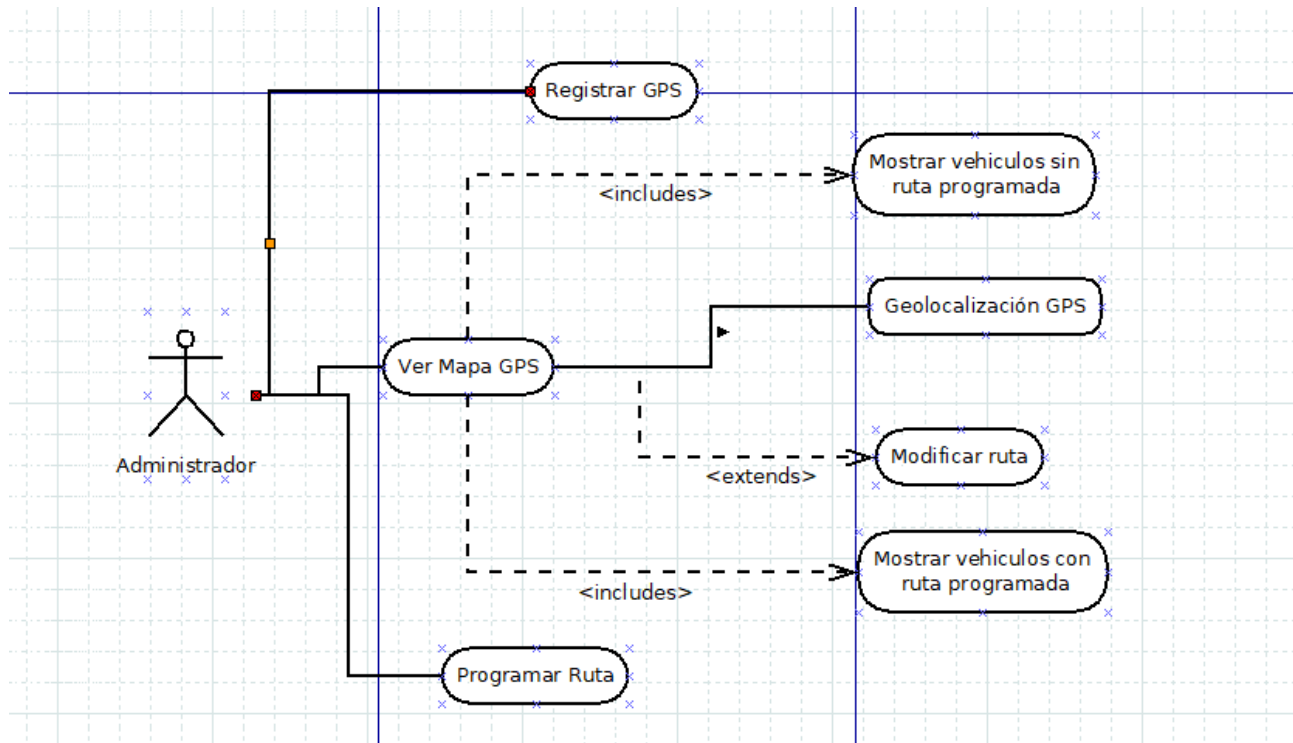 Registrar GPS
Mostrar vehiculos sin
ruta programada
<includes>
Geolocalización GPS
Ver Mapa GPS
Administrador
Modificar ruta
<extends>
Mostrar vehiculos con
ruta programada
<includes>
Programar Ruta